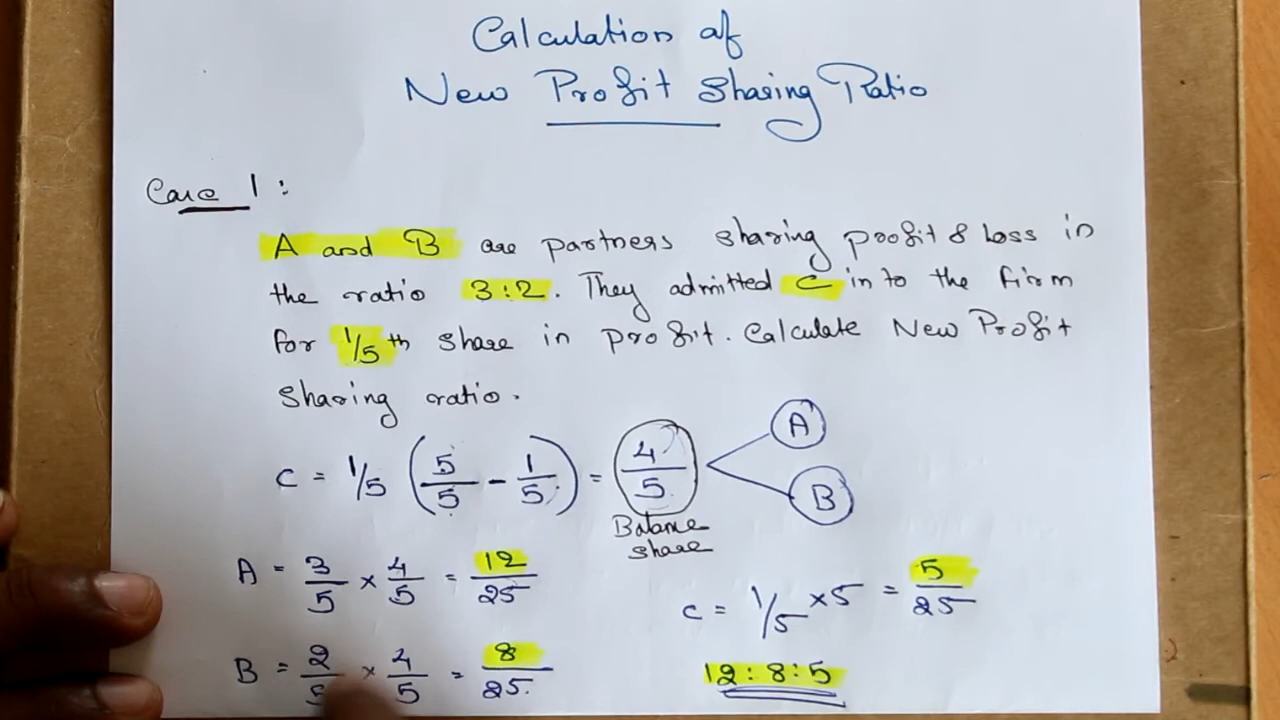 Calculation of
New Profit Sharing Ratio
Case 1:
A and B are partners sharing profit & Loss in
the ratio 3:2. They admitted C in to the firm
for 1/5th share in profit. Calculate New Profit
Sharing ratio.
C = 1/5 (5/5 - 1/5) = 4/5 A
B
Balance
share
A = 3/5 × 4/5 = 12/25
C = 1/5 × 5 = 5/25
B = 2/5 × 4/5 = 8/25.
12:8:5